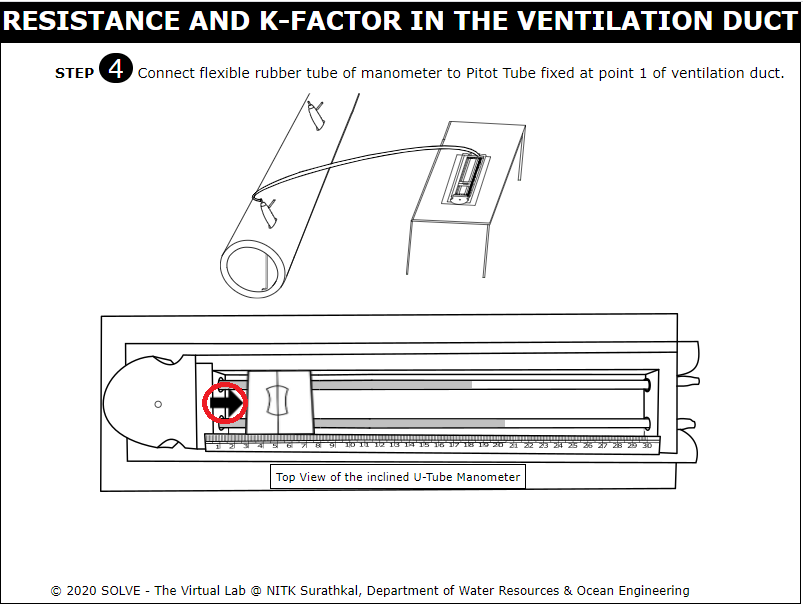 RESISTANCE AND K-FACTOR IN THE VENTILATION DUCT
STEP 4 Connect flexible rubber tube of manometer to Pitot Tube fixed at point 1 of ventilation duct.
1 2 3 4 5 6 7 8 9 10 11 12 13 14 15 16 17 18 19 20 21 22 23 24 25 26 27 28 29 30
Top View of the inclined U-Tube Manometer
© 2020 SOLVE - The Virtual Lab @ NITK Surathkal, Department of Water Resources & Ocean Engineering